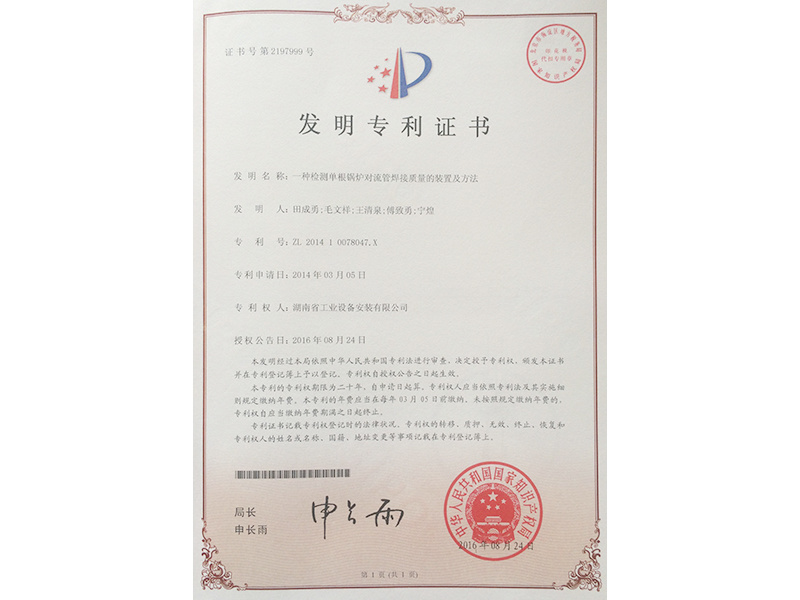 证书号第2197999号
发明专利证书
发明名称：一种检测单根锅炉对流管焊接质量的装置及方法
发明人：田成勇;毛文祥;王清泉;傅致勇;宁煌
专利号：ZL 2014 1 0078047.X
专利申请日：2014年03月05日
专利权人：湖南省工业设备安装有限公司
授权公告日：2016年08月24日
本发明经过本局依照中华人民共和国专利法进行审查，决定授予专利权，颁发本证书
并在专利登记簿上予以登记。专利权自授权公告之日起生效。
本专利的专利权期限为二十年，自申请日起算。专利权人应当依照专利法及其实施细
则规定缴纳年费。本专利的年费应当在每年03月05日前缴纳。未按照规定缴纳年费的，
专利权自应当缴纳年费期满之日起终止。
专利证书记载专利权登记时的法律状况。专利权的转移、质押、无效、终止、恢复和
专利权人的姓名或名称、国籍、地址变更等事项记载在专利登记簿上。
局长
申长雨
申长雨
中华人民共和国国家知识产权局
2016年08月24日
第1页(共1页)